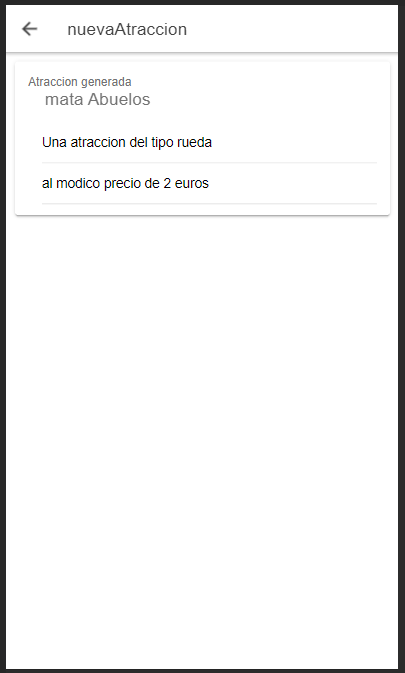 nuevaAtraccion
Atraccion generada
mata Abuelos
Una atraccion del tipo rueda
al modico precio de 2 euros